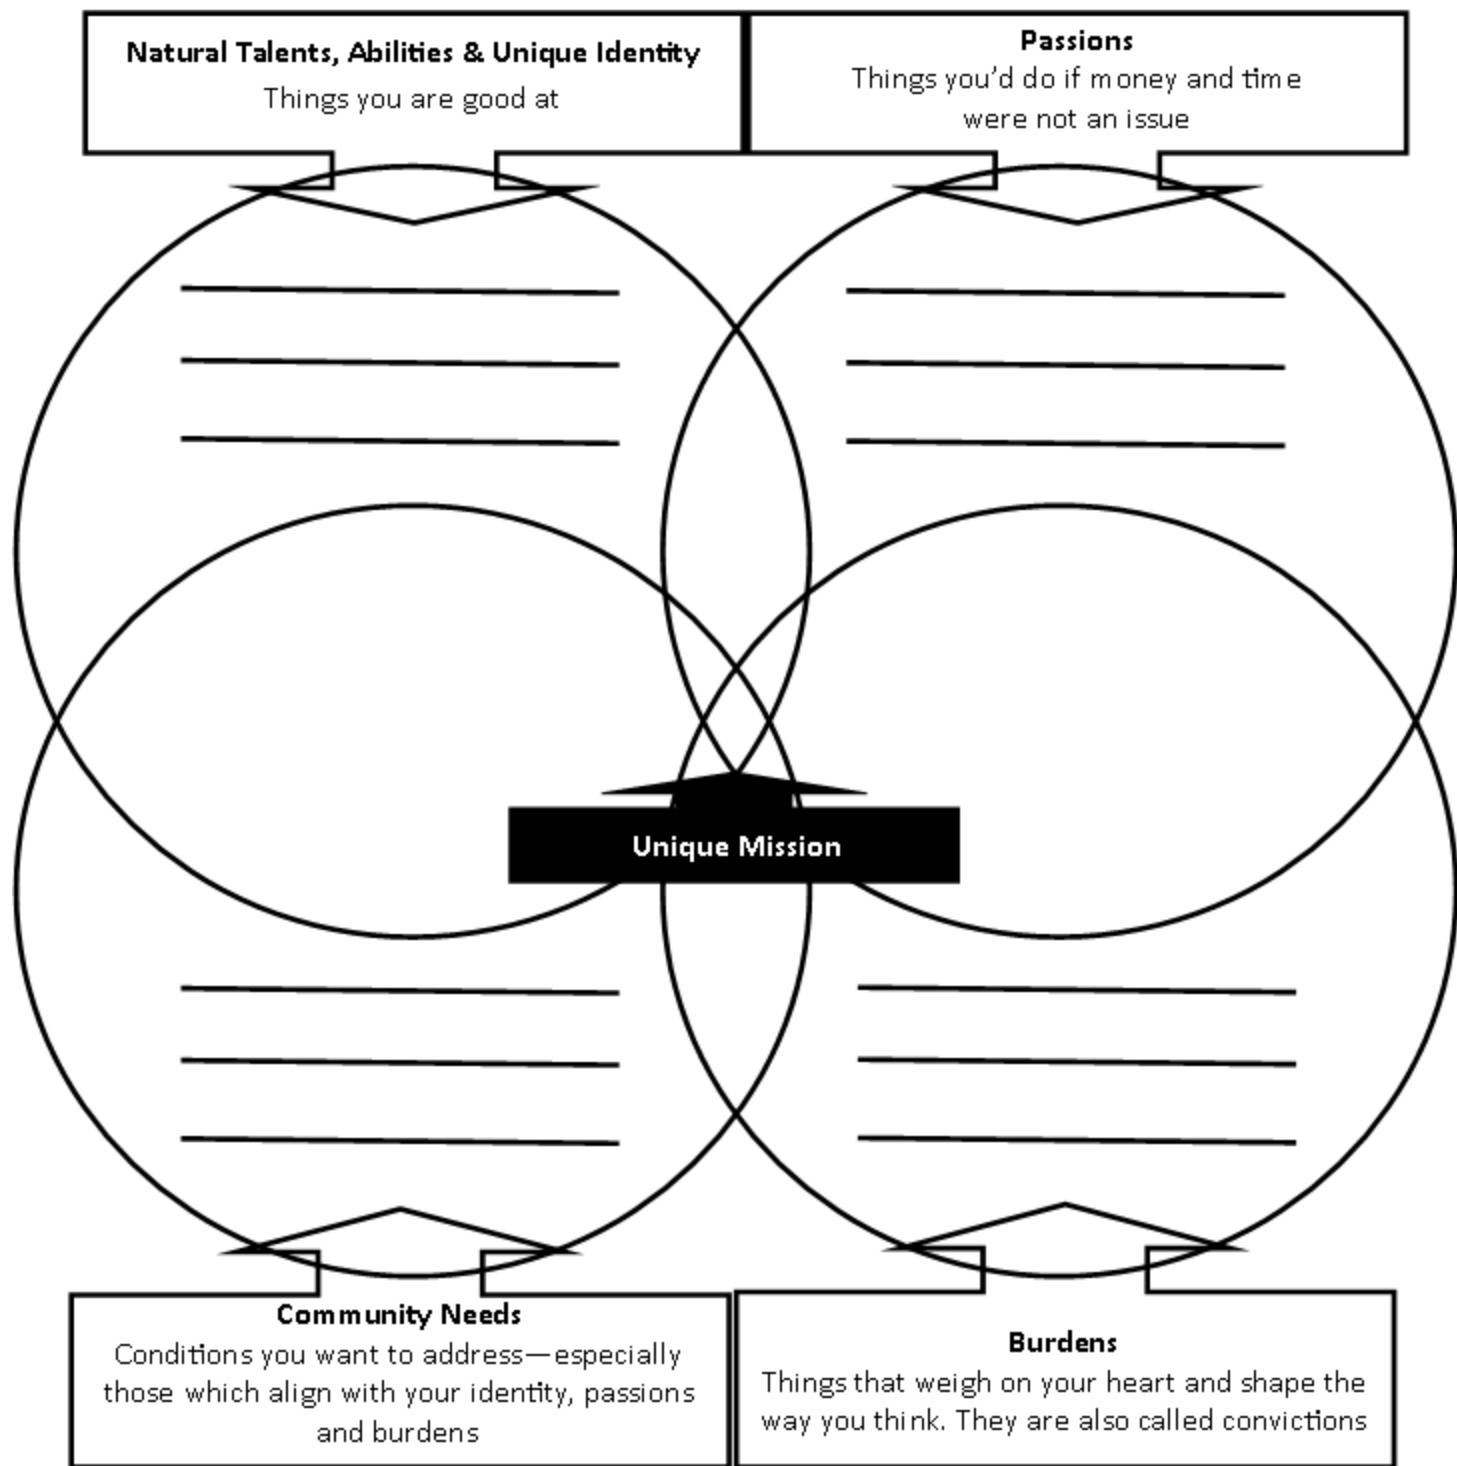 Natural Talents, Abilities & Unique Identity
Things you are good at
Passions
Things you’d do if money and time
were not an issue
Unique Mission
Community Needs
Conditions you want to address—especially
those which align with your identity, passions
and burdens
Burdens
Things that weigh on your heart and shape the
way you think. They are also called convictions